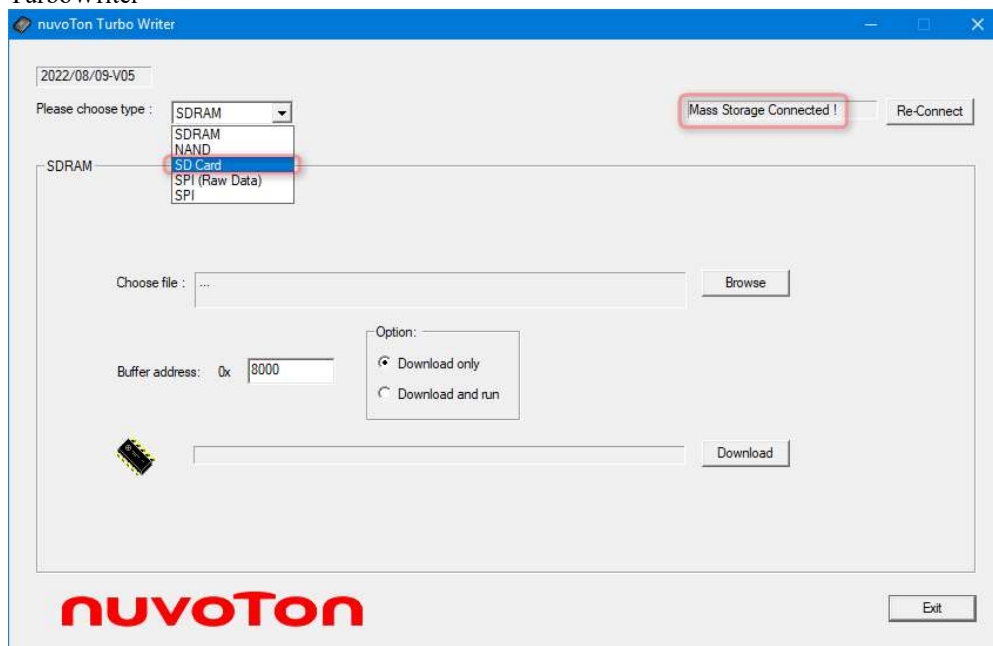 TurboWriter
nuvoTon Turbo Writer
2022/08/09-V05
Please choose type : SDRAM Mass Storage Connected ! Re-Connect
SDRAM
NAND
SD Card
SPI (Raw Data)
SPI
SDRAM
Choose file : ... Browse
Option:
Buffer address: 0x 8000
Download only
Download and run
Download
nuvoTon
Exit